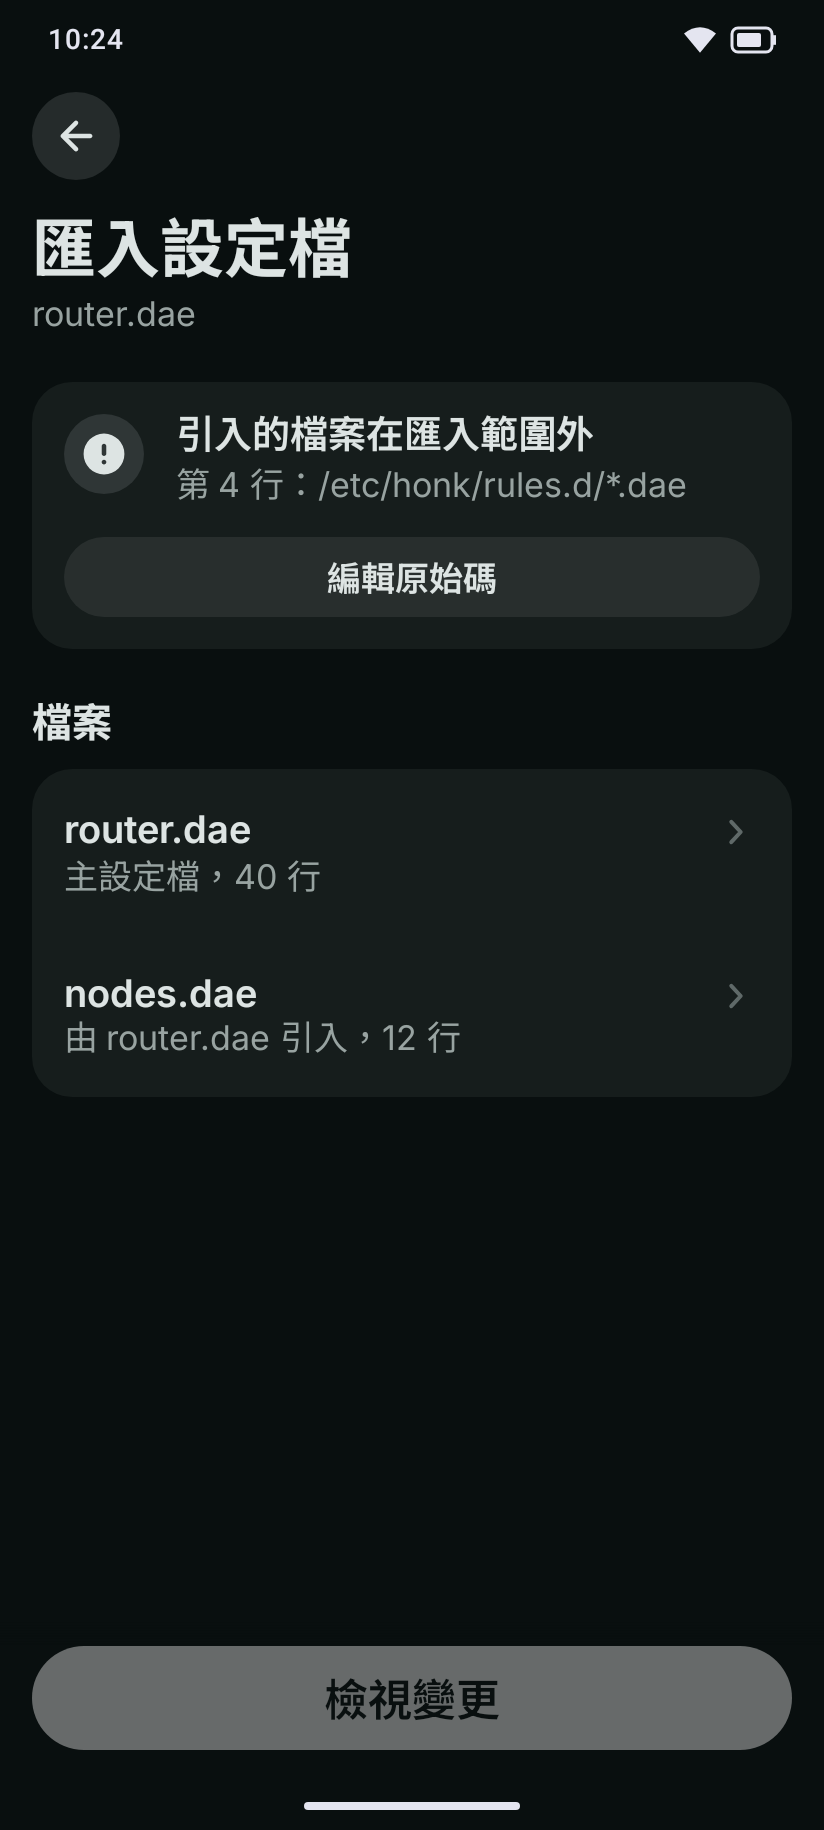 10:24
匯入設定檔
router.dae
引入的檔案在匯入範圍外
第 4 行：/etc/honk/rules.d/*.dae
編輯原始碼
檔案
router.dae
主設定檔，40 行
nodes.dae
由 router.dae 引入，12 行
檢視變更